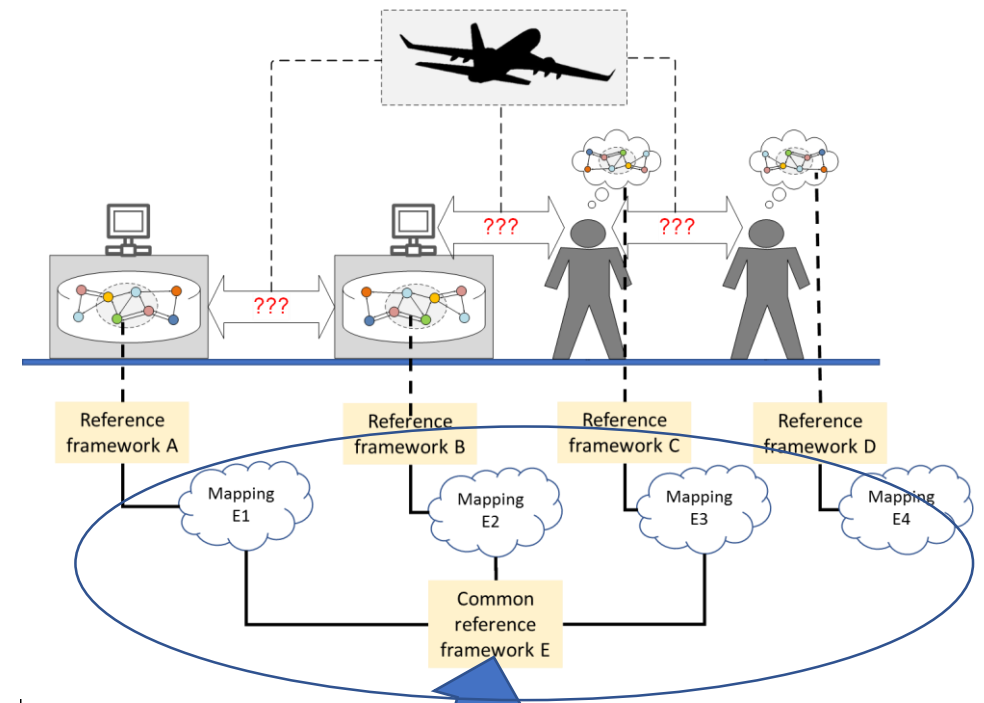 ???
???
???
Reference
framework A
Reference
framework B
Reference
framework C
Reference
framework D
Mapping
E1
Mapping
E2
Mapping
E3
Mapping
E4
Common
reference
framework E